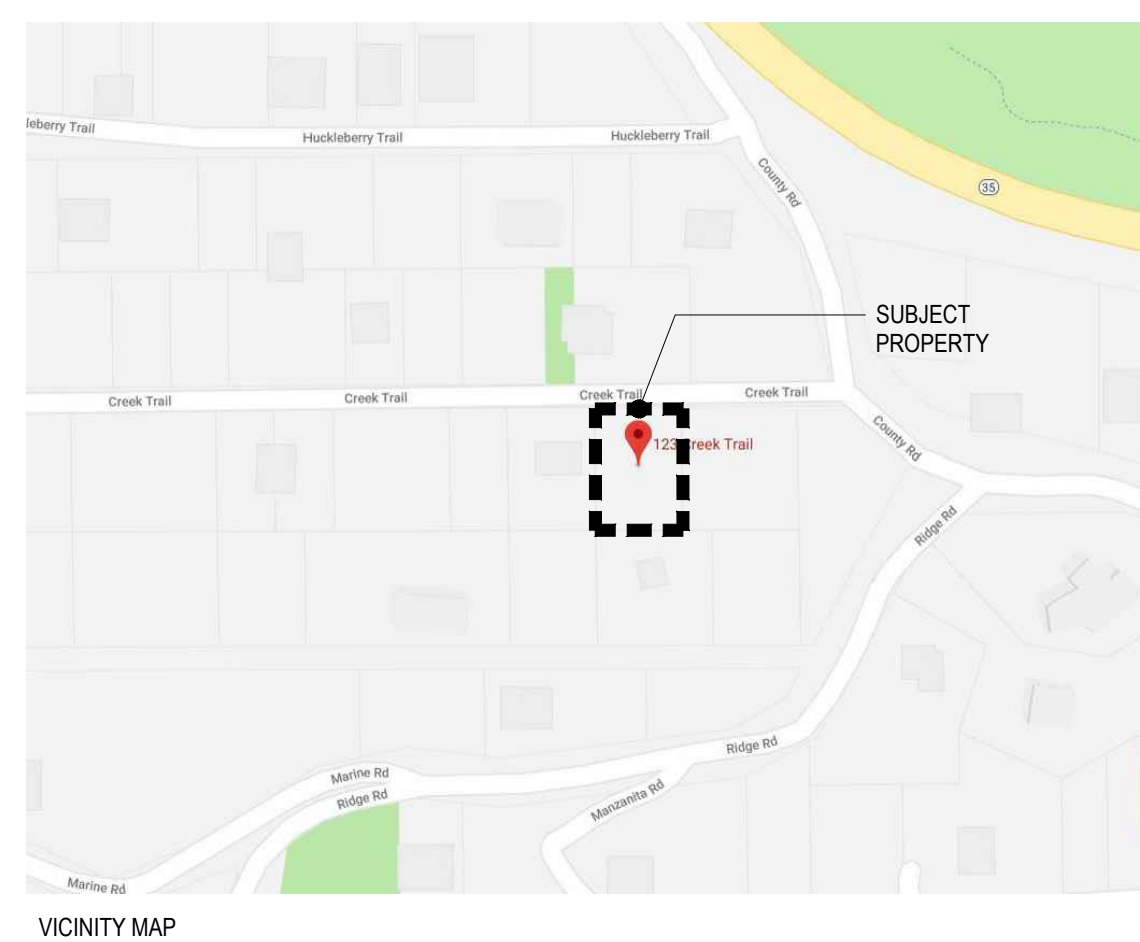 leberry Trail
Huckleberry Trail
Huckleberry Trail
County Rd
35
SUBJECT
PROPERTY
Creek Trail
Creek Trail
Creek Trail
Creek Trail
123 Creek Trail
County Rd
Ridge Rd
Ridge Rd
Marine Rd
Ridge Rd
Manzanita Rd
Marine Rd
VICINITY MAP